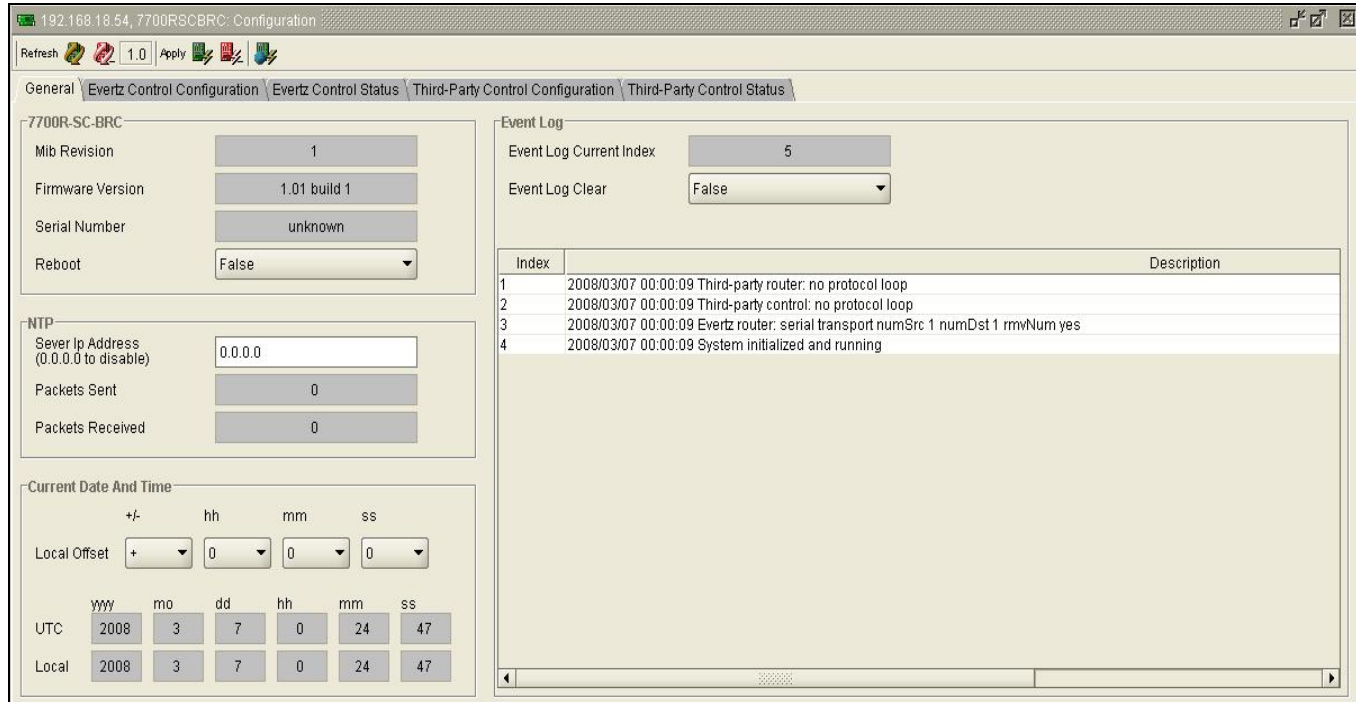 192.168.18.54, 7700RSCBRC: Configuration
Refresh 1.0 Apply
General Evertz Control Configuration Evertz Control Status Third-Party Control Configuration Third-Party Control Status
7700R-SC-BRC
Mib Revision 1
Firmware Version 1.01 build 1
Serial Number unknown
Reboot False
NTP
Sever Ip Address
(0.0.0.0 to disable) 0.0.0.0
Packets Sent 0
Packets Received 0
Current Date And Time
+/- hh mm ss
Local Offset + 0 0 0
yyyy mo dd hh mm ss
UTC 2008 3 7 0 24 47
Local 2008 3 7 0 24 47
Event Log
Event Log Current Index 5
Event Log Clear False
Index Description
1 2008/03/07 00:00:09 Third-party router: no protocol loop
2 2008/03/07 00:00:09 Third-party control: no protocol loop
3 2008/03/07 00:00:09 Evertz router: serial transport numSrc 1 numDst 1 rmvNum yes
4 2008/03/07 00:00:09 System initialized and running